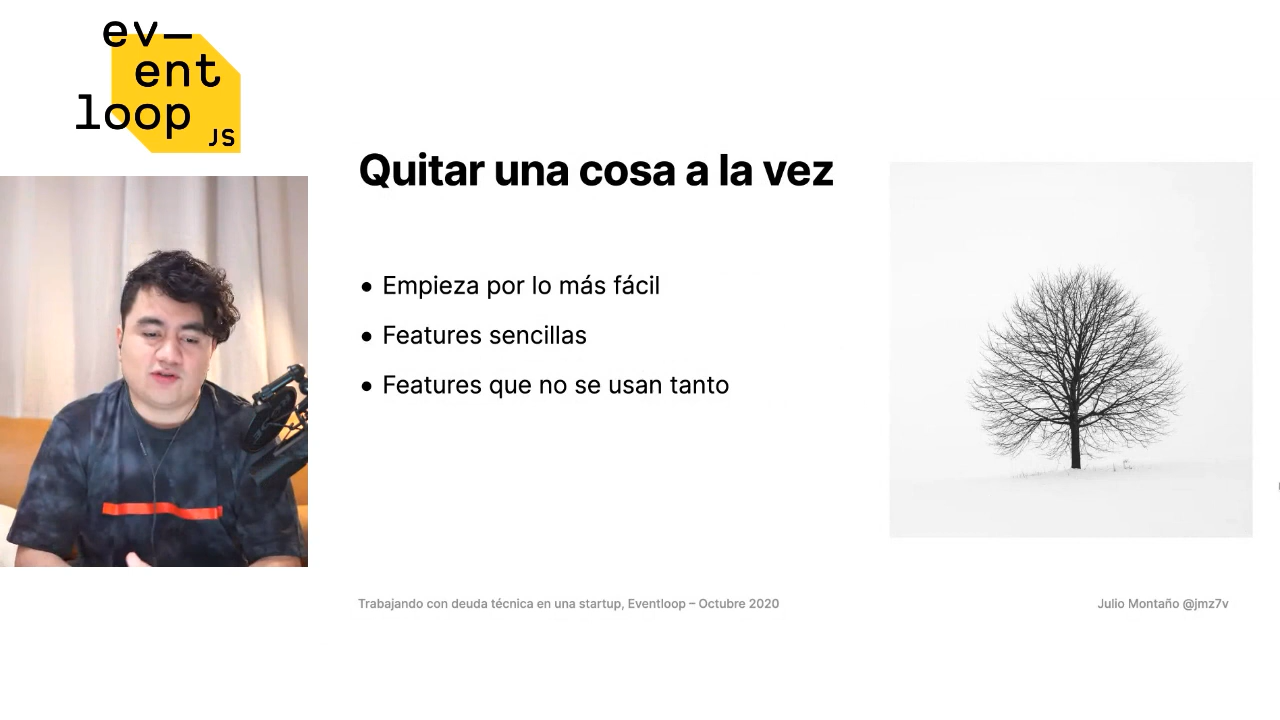 ev—
ent
loop
JS
Quitar una cosa a la vez
• Empieza por lo más fácil
• Features sencillas
• Features que no se usan tanto
Trabajando con deuda técnica en una startup, Eventloop – Octubre 2020
Julio Montaño @jmz7v